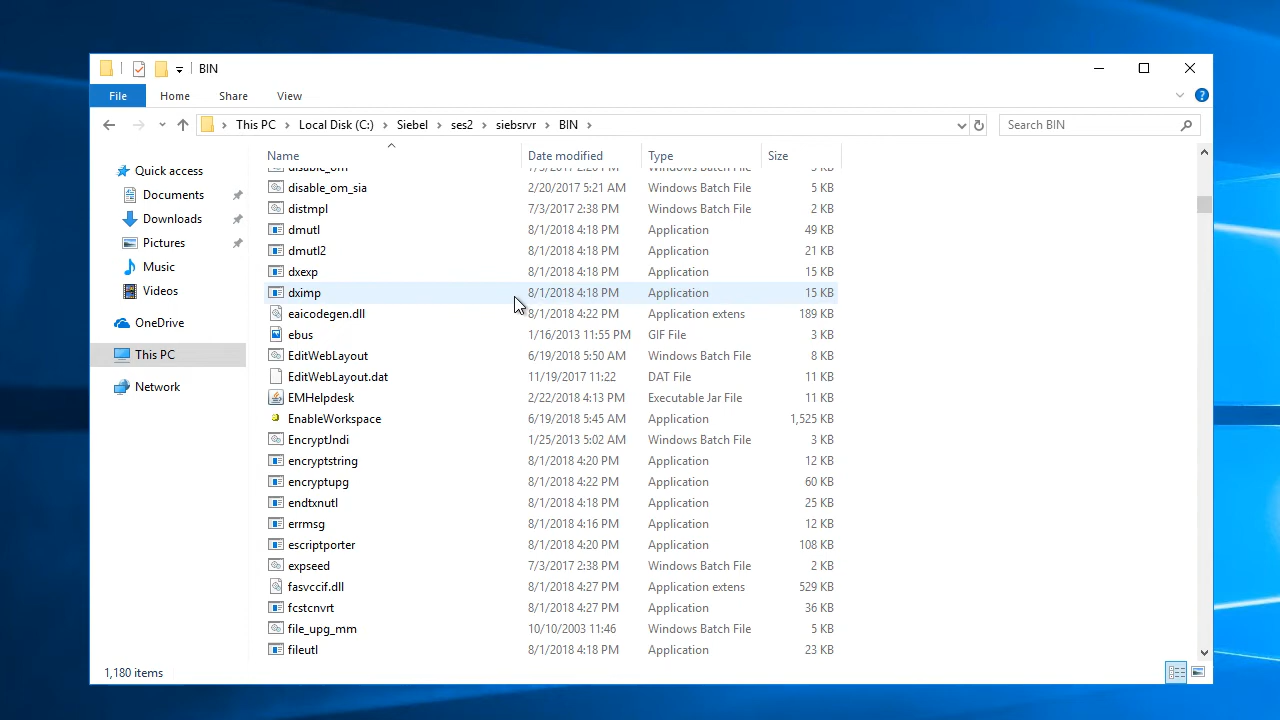 BIN
File Home Share View
This PC Local Disk (C:) Siebel ses2 siebsrvr BIN Search BIN
Name Date modified Type Size
Quick access
Documents
Downloads
Pictures
Music
Videos
OneDrive
This PC
Network
disable_om Windows Batch File
disable_om_sia 2/20/2017 5:21 AM Windows Batch File 5 KB
distmpl 7/3/2017 2:38 PM Windows Batch File 2 KB
dmutl 8/1/2018 4:18 PM Application 49 KB
dmutl2 8/1/2018 4:18 PM Application 21 KB
dxexp 8/1/2018 4:18 PM Application 15 KB
dximp 8/1/2018 4:18 PM Application 15 KB
eaicodegen.dll 8/1/2018 4:22 PM Application extens 189 KB
ebus 1/16/2013 11:55 PM GIF File 3 KB
EditWebLayout 6/19/2018 5:50 AM Windows Batch File 8 KB
EditWebLayout.dat 11/19/2017 11:22 DAT File 11 KB
EMHelpdesk 2/22/2018 4:13 PM Executable Jar File 11 KB
EnableWorkspace 6/19/2018 5:45 AM Application 1,525 KB
EncryptJndi 1/25/2013 5:02 AM Windows Batch File 3 KB
encryptstring 8/1/2018 4:20 PM Application 12 KB
encryptupg 8/1/2018 4:22 PM Application 60 KB
endtxnutl 8/1/2018 4:18 PM Application 25 KB
errmsg 8/1/2018 4:16 PM Application 12 KB
escriptporter 8/1/2018 4:20 PM Application 108 KB
expseed 7/3/2017 2:38 PM Windows Batch File 2 KB
fasvccif.dll 8/1/2018 4:27 PM Application extens 529 KB
fcstcnvrt 8/1/2018 4:27 PM Application 36 KB
file_upg_mm 10/10/2003 11:46 Windows Batch File 5 KB
fileutl 8/1/2018 4:18 PM Application 23 KB
1,180 items